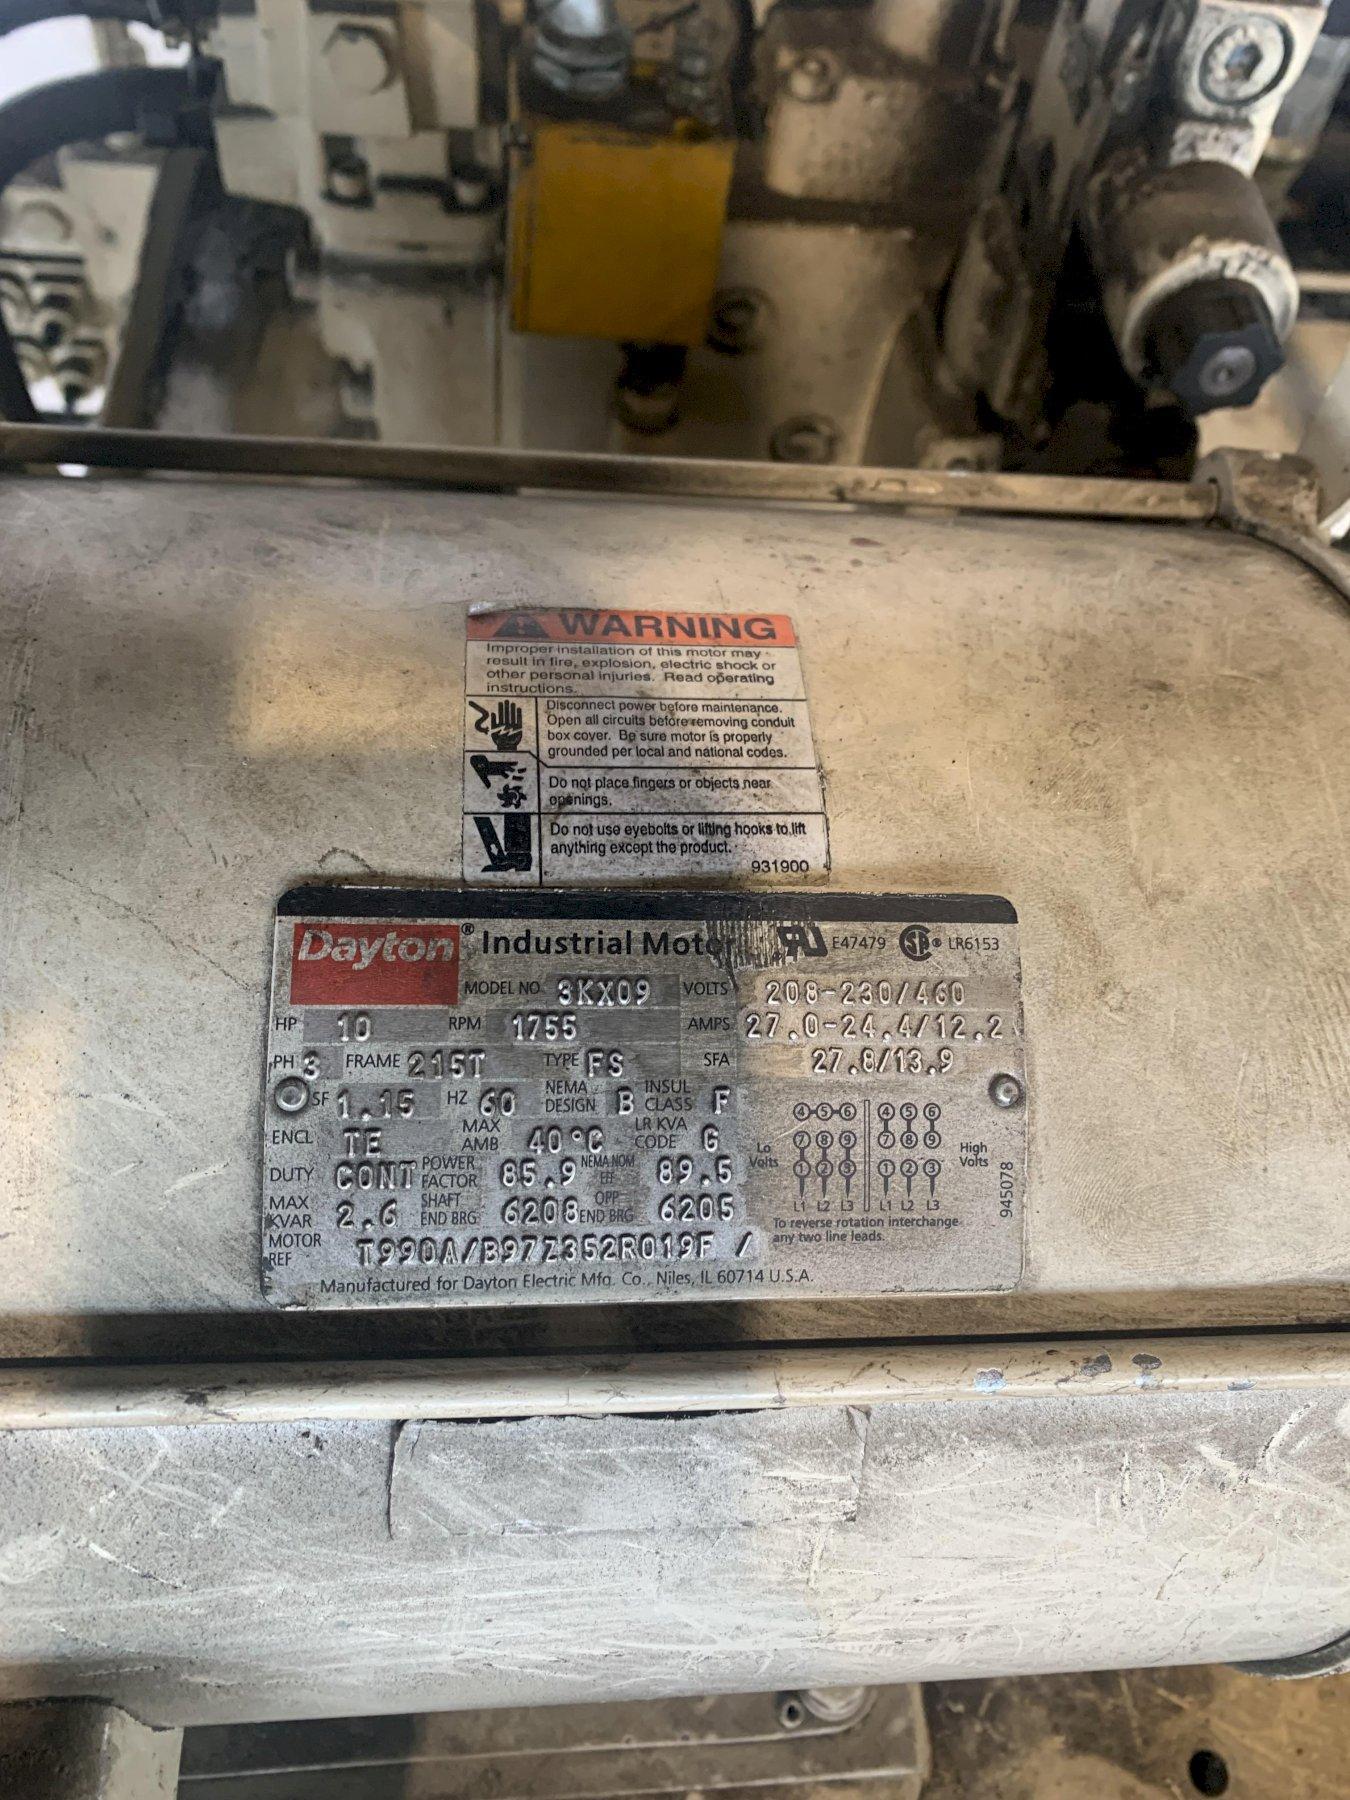 WARNING
Improper installation of this motor may
result in fire, explosion, electric shock or
other personal injuries. Read operating
instructions.
Disconnect power before maintenance.
Open all circuits before removing conduit
box cover. Be sure motor is properly
grounded per local and national codes.
Do not place fingers or objects near
openings.
Do not use eyebolts or lifting hooks to lift
anything except the product.
931900
Dayton® Industrial Motor E47479 ® LR6153
MODEL NO 3KX09 VOLTS 208-230/460
HP 10 RPM 1755 AMPS 27.0-24.4/12.2
PH 3 FRAME 215T TYPE FS SFA 27.8/13.9
SF 1.15 HZ 60 NEMA DESIGN B INSUL CLASS F
ENCL TE MAX AMB 40°C LR KVA CODE G
DUTY CONT POWER FACTOR 85.9 NEMA NOM EFF 89.5
MAX KVAR 2.6 SHAFT END BRG 6208 OPP END BRG 6205
MOTOR REF T990A/B97Z352R019F /
Manufactured for Dayton Electric Mfg. Co., Niles, IL 60714 U.S.A.
4 5 6 4 5 6
7 8 9 7 8 9
Lo Volts 1 2 3 1 2 3 High Volts
L1 L2 L3 L1 L2 L3
To reverse rotation interchange
any two line leads.
945078